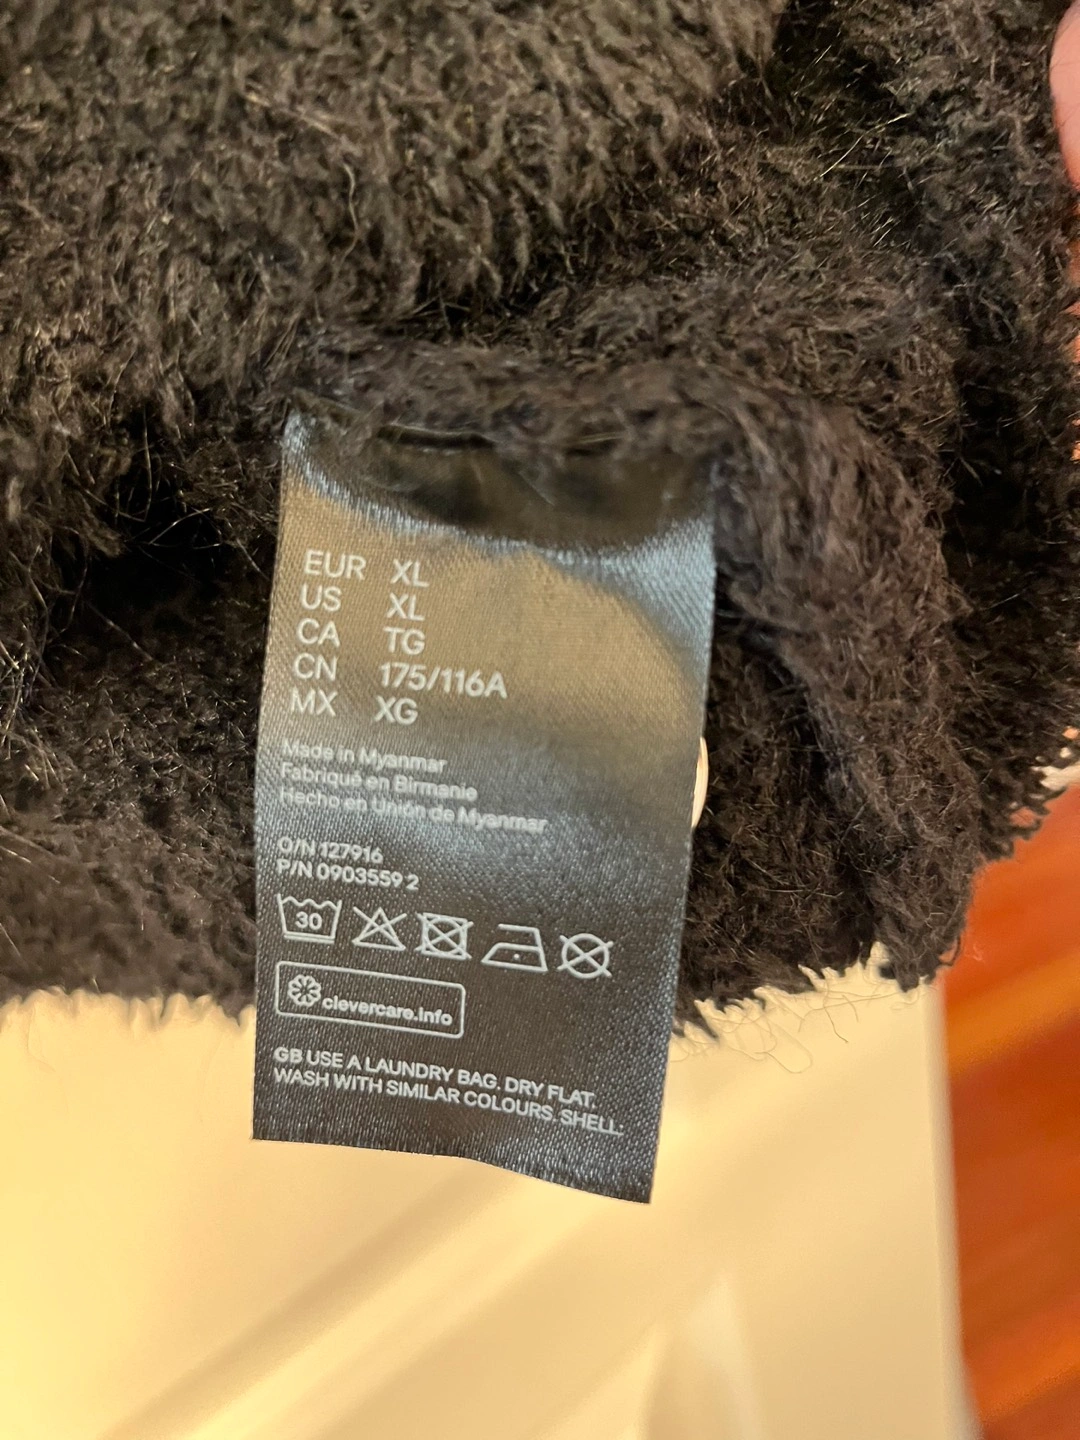 EUR XL
US XL
CA TG
CN 175/116A
MX XG
Made in Myanmar
Fabriqué en Birmanie
Hecho en Unión de Myanmar
O/N 127916
P/N 0903559 2
30
clevercare.info
GB USE A LAUNDRY BAG. DRY FLAT.
WASH WITH SIMILAR COLOURS. SHELL: